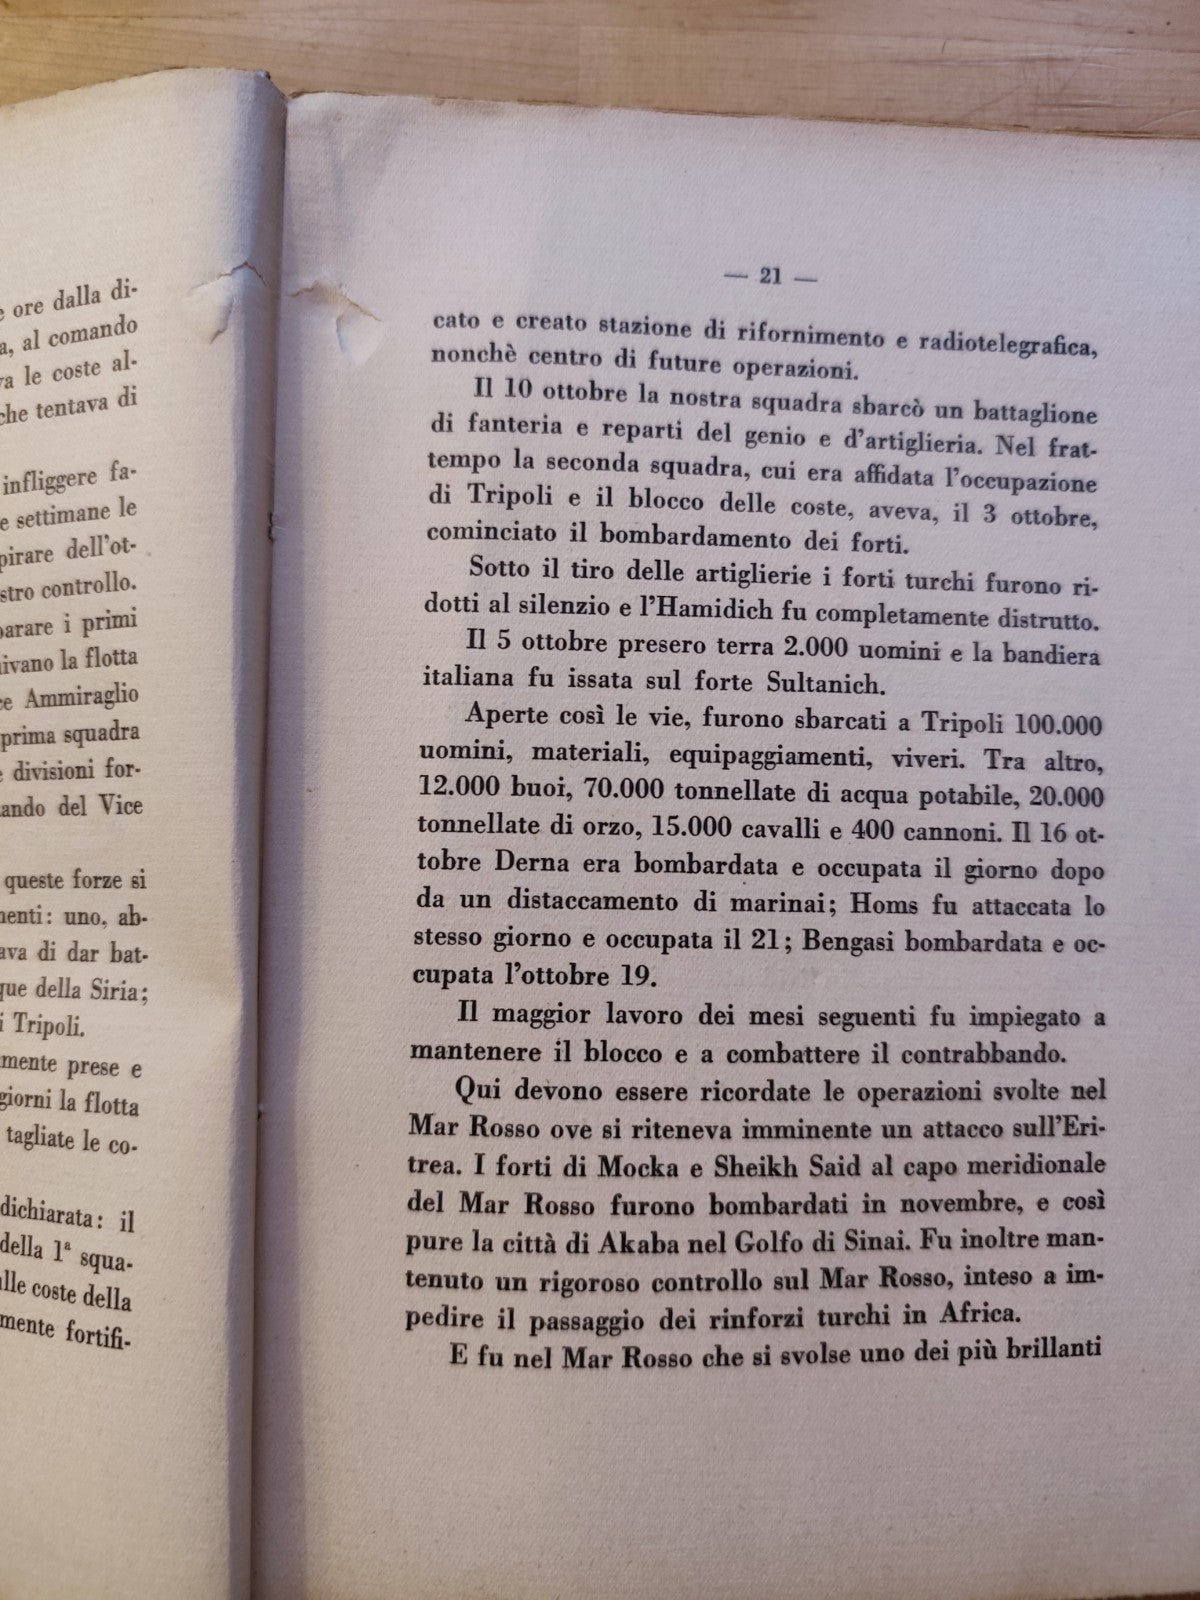 ore dalla di-
al comando
le coste al-
che tentava di
infliggere fa-
settimane le
dell'ot-
controllo.
i primi
la flotta
Ammiraglio
prima squadra
divisioni for-
del Vice
queste forze si
uno, ab-
di dar bat-
della Siria;
Tripoli.
prese e
giorni la flotta
tagliate le co-
dichiarata: il
della 1ª squa-
coste della
fortifi-
— 21 —
cato e creato stazione di rifornimento e radiotelegrafica,
nonchè centro di future operazioni.
Il 10 ottobre la nostra squadra sbarcò un battaglione
di fanteria e reparti del genio e d'artiglieria. Nel frat-
tempo la seconda squadra, cui era affidata l'occupazione
di Tripoli e il blocco delle coste, aveva, il 3 ottobre,
cominciato il bombardamento dei forti.
Sotto il tiro delle artiglierie i forti turchi furono ri-
dotti al silenzio e l'Hamidich fu completamente distrutto.
Il 5 ottobre presero terra 2.000 uomini e la bandiera
italiana fu issata sul forte Sultanich.
Aperte così le vie, furono sbarcati a Tripoli 100.000
uomini, materiali, equipaggiamenti, viveri. Tra altro,
12.000 buoi, 70.000 tonnellate di acqua potabile, 20.000
tonnellate di orzo, 15.000 cavalli e 400 cannoni. Il 16 ot-
tobre Derna era bombardata e occupata il giorno dopo
da un distaccamento di marinai; Homs fu attaccata lo
stesso giorno e occupata il 21; Bengasi bombardata e oc-
cupata l'ottobre 19.
Il maggior lavoro dei mesi seguenti fu impiegato a
mantenere il blocco e a combattere il contrabbando.
Qui devono essere ricordate le operazioni svolte nel
Mar Rosso ove si riteneva imminente un attacco sull'Eri-
trea. I forti di Mocka e Sheikh Said al capo meridionale
del Mar Rosso furono bombardati in novembre, e così
pure la città di Akaba nel Golfo di Sinai. Fu inoltre man-
tenuto un rigoroso controllo sul Mar Rosso, inteso a im-
pedire il passaggio dei rinforzi turchi in Africa.
E fu nel Mar Rosso che si svolse uno dei più brillanti